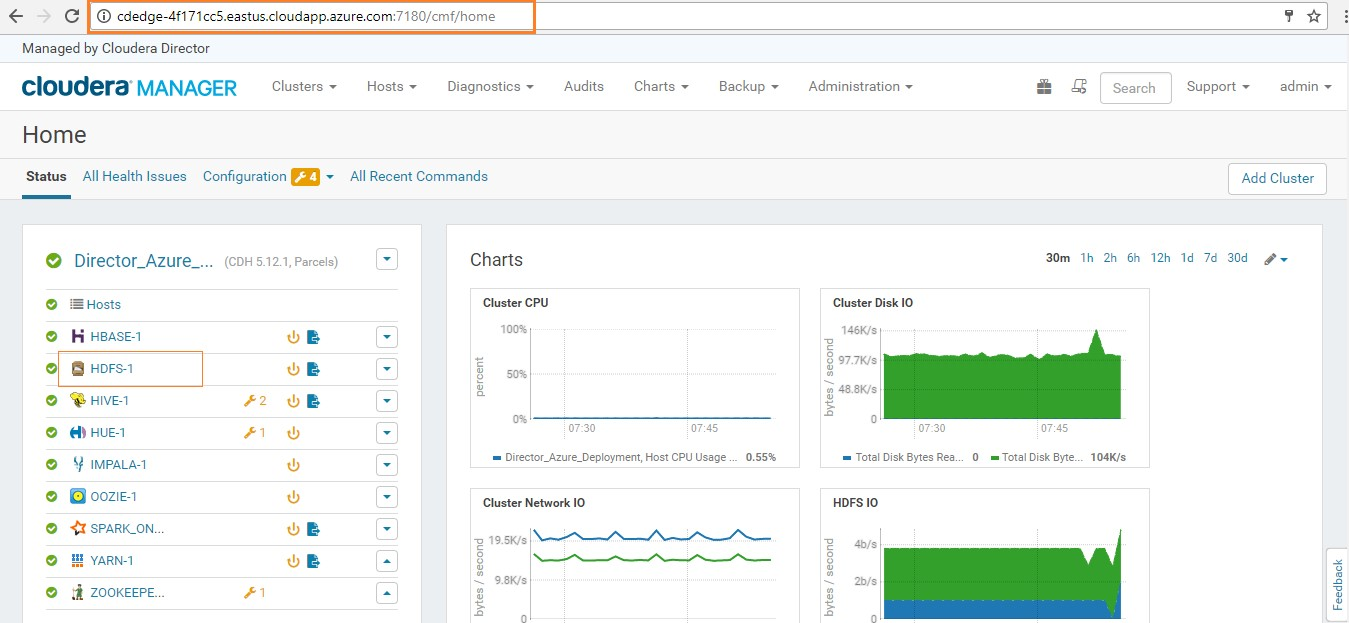 cdedge-4f171cc5.eastus.cloudapp.azure.com:7180/cmf/home
Managed by Cloudera Director
cloudera MANAGER Clusters Hosts Diagnostics Audits Charts Backup Administration Search Support admin
Home
Status All Health Issues Configuration 4 All Recent Commands Add Cluster
Director_Azure_... (CDH 5.12.1, Parcels)
Hosts
HBASE-1
HDFS-1
HIVE-1 2
HUE-1 1
IMPALA-1
OOZIE-1
SPARK_ON...
YARN-1
ZOOKEEPE... 1
Charts 30m 1h 2h 6h 12h 1d 7d 30d
Cluster CPU
percent
100%
50%
0%
07:30 07:45
Director_Azure_Deployment, Host CPU Usage ... 0.55%
Cluster Disk IO
bytes / second
146K/s
97.7K/s
48.8K/s
0
07:30 07:45
Total Disk Bytes Rea... 0 Total Disk Byte... 104K/s
Cluster Network IO
bytes / second
19.5K/s
9.8K/s
0
HDFS IO
bytes / second
4b/s
2b/s
0
Feedback